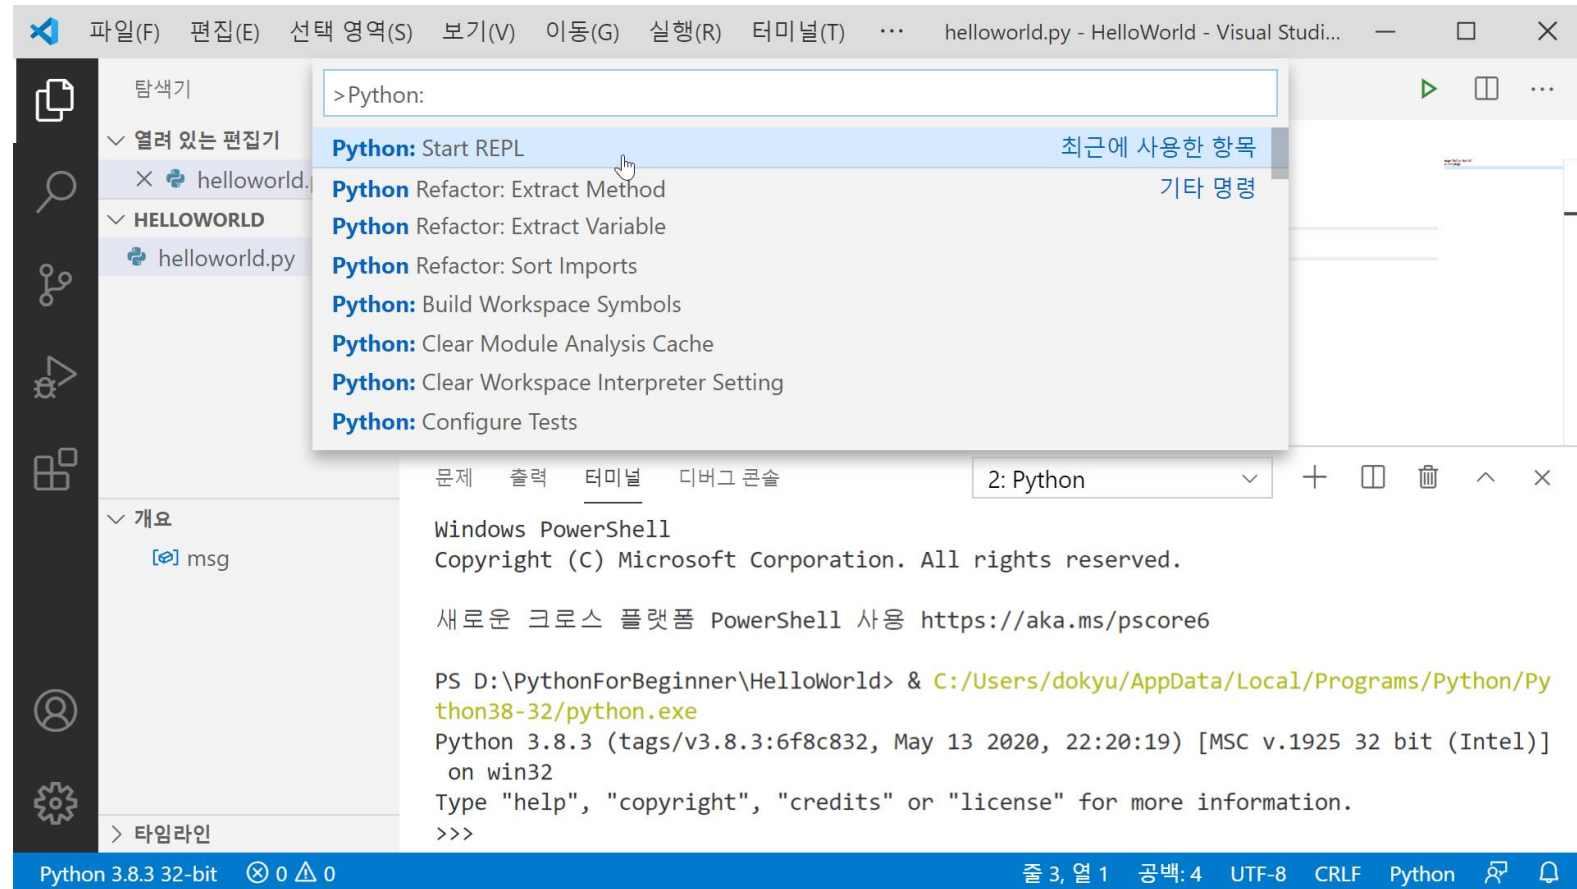 파일(F) 편집(E) 선택 영역(S) 보기(V) 이동(G) 실행(R) 터미널(T) ··· helloworld.py - HelloWorld - Visual Studi...
탐색기
열려 있는 편집기
helloworld.
HELLOWORLD
helloworld.py
>Python:
Python: Start REPL 최근에 사용한 항목
Python Refactor: Extract Method 기타 명령
Python Refactor: Extract Variable
Python Refactor: Sort Imports
Python: Build Workspace Symbols
Python: Clear Module Analysis Cache
Python: Clear Workspace Interpreter Setting
Python: Configure Tests
개요
msg
타임라인
문제 출력 터미널 디버그 콘솔 2: Python
Windows PowerShell
Copyright (C) Microsoft Corporation. All rights reserved.
새로운 크로스 플랫폼 PowerShell 사용 https://aka.ms/pscore6
PS D:\PythonForBeginner\HelloWorld> & C:/Users/dokyu/AppData/Local/Programs/Python/Py
thon38-32/python.exe
Python 3.8.3 (tags/v3.8.3:6f8c832, May 13 2020, 22:20:19) [MSC v.1925 32 bit (Intel)]
on win32
Type "help", "copyright", "credits" or "license" for more information.
>>>
Python 3.8.3 32-bit 0 0 줄 3, 열 1 공백: 4 UTF-8 CRLF Python